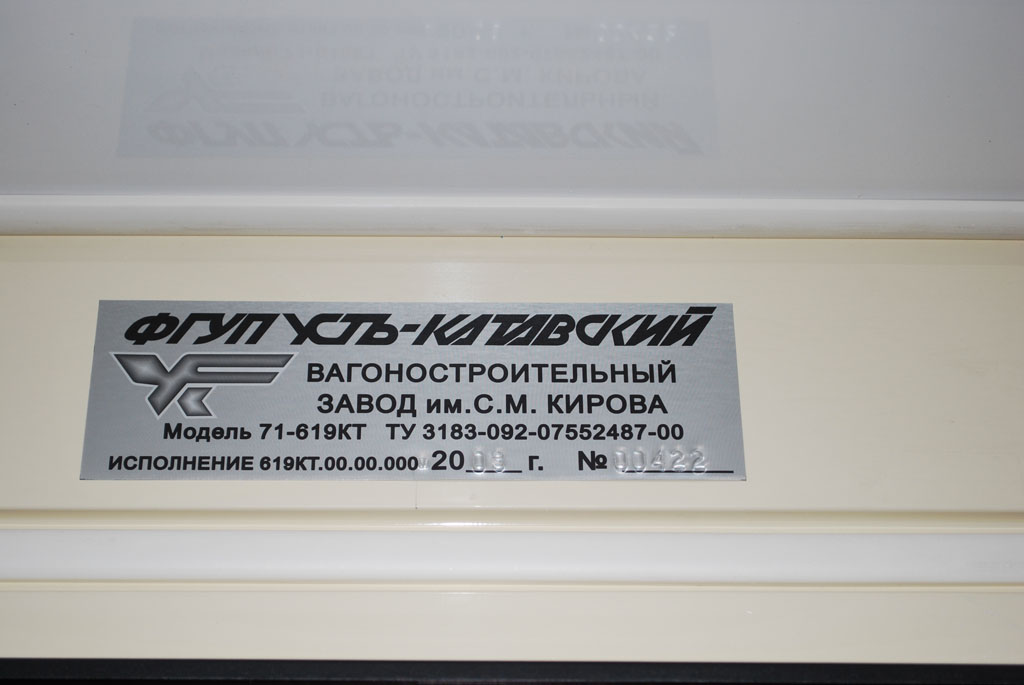 ФГУП УСТЬ-КАТАВСКИЙ
ВАГОНОСТРОИТЕЛЬНЫЙ
ЗАВОД им.С.М. КИРОВА
Модель 71-619КТ ТУ 3183-092-07552487-00
ИСПОЛНЕНИЕ 619КТ.00.00.000 20 г. № 00422